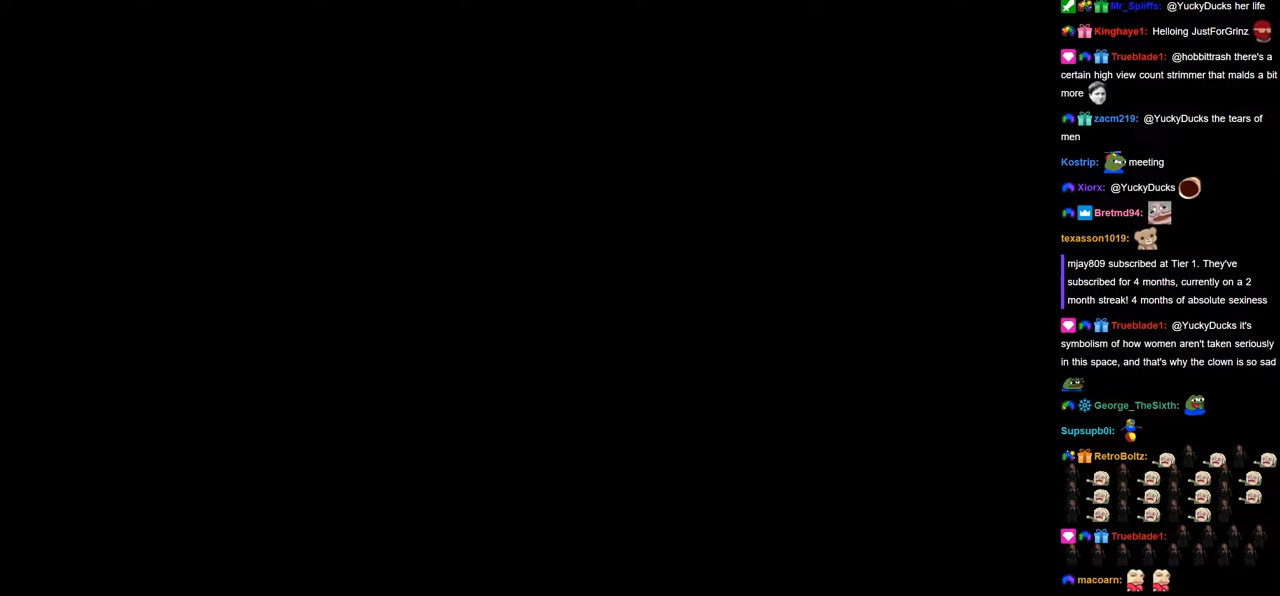 Mr_Spliffs: @YuckyDucks her life
Kinghaye1: Helloing JustForGrinz
Trueblade1: @hobbittrash there's a
certain high view count strimmer that malds a bit
more
zacm219: @YuckyDucks the tears of
men
Kostrip: meeting
Xiorx: @YuckyDucks
Bretmd94:
texasson1019:
mjay809 subscribed at Tier 1. They've
subscribed for 4 months, currently on a 2
month streak! 4 months of absolute sexiness
Trueblade1: @YuckyDucks it's
symbolism of how women aren't taken seriously
in this space, and that's why the clown is so sad
George_TheSixth:
Supsupb0i:
RetroBoltz:
Trueblade1:
macoarn: